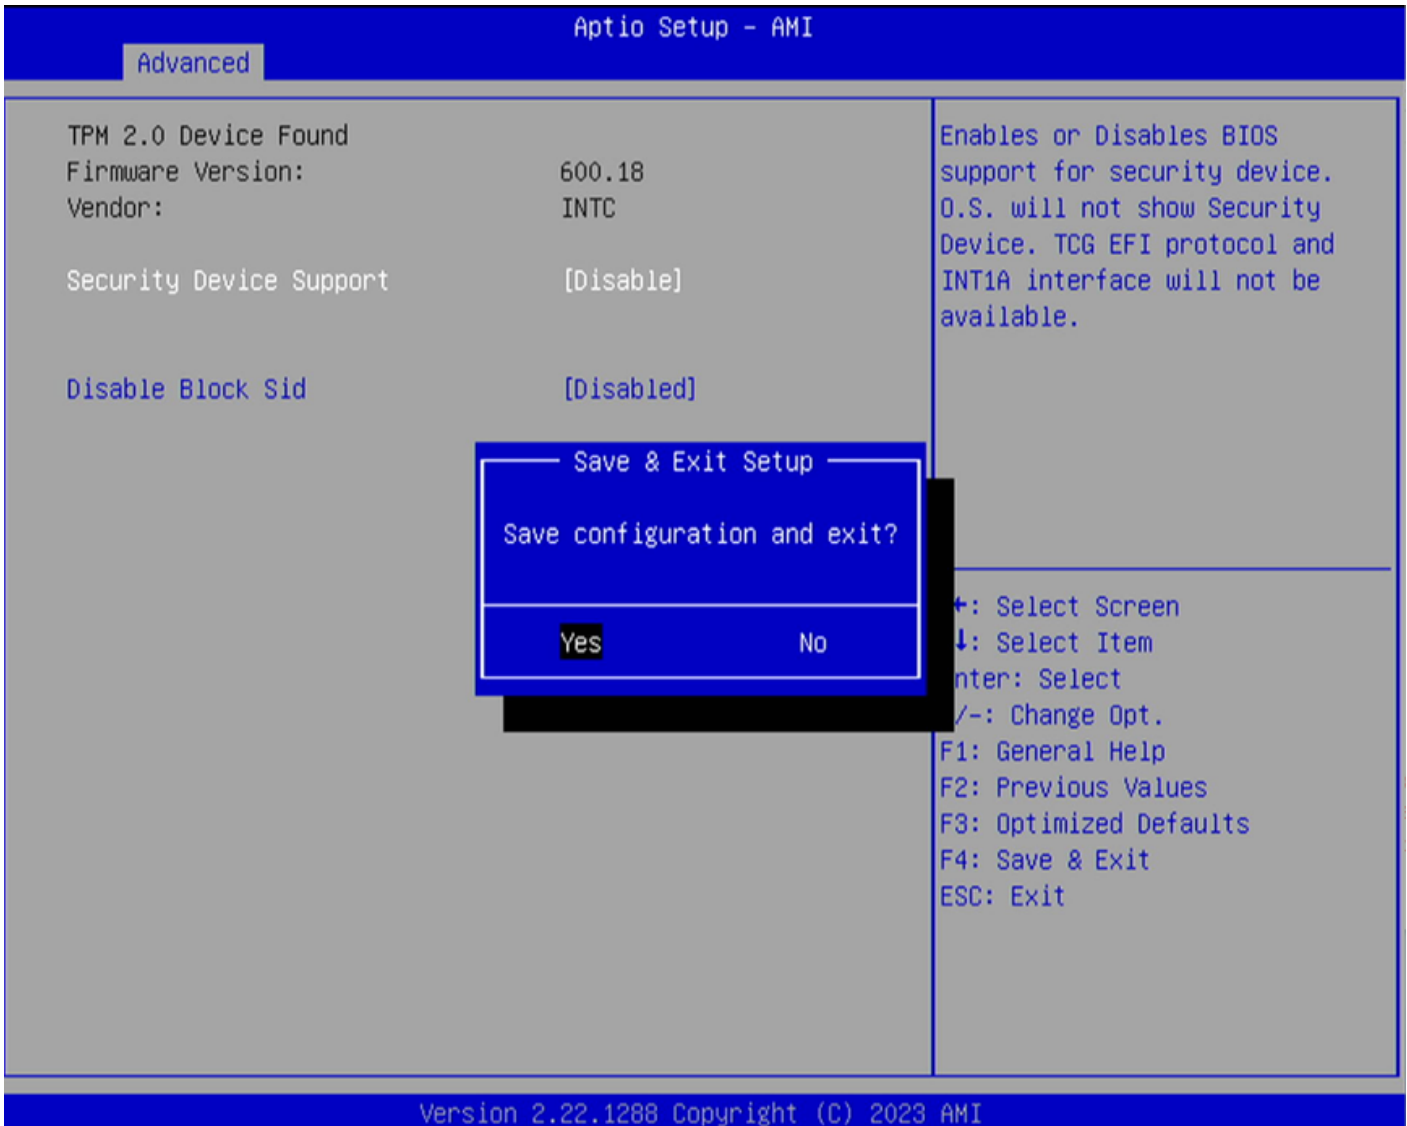 Aptio Setup – AMI
Advanced
TPM 2.0 Device Found
Firmware Version: 600.18
Vendor: INTC
Security Device Support [Disable]
Disable Block Sid [Disabled]
Enables or Disables BIOS
support for security device.
O.S. will not show Security
Device. TCG EFI protocol and
INT1A interface will not be
available.
Save & Exit Setup
Save configuration and exit?
Yes No
←: Select Screen
↓: Select Item
nter: Select
/-: Change Opt.
F1: General Help
F2: Previous Values
F3: Optimized Defaults
F4: Save & Exit
ESC: Exit
Version 2.22.1288 Copyright (C) 2023 AMI